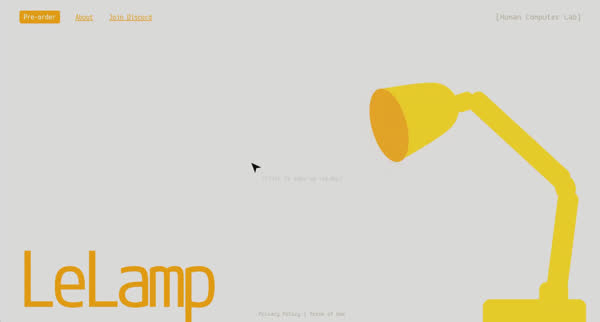 Pre-order About Join Discord [Human Computer Lab]
LeLamp
Privacy Policy | Terms of Use